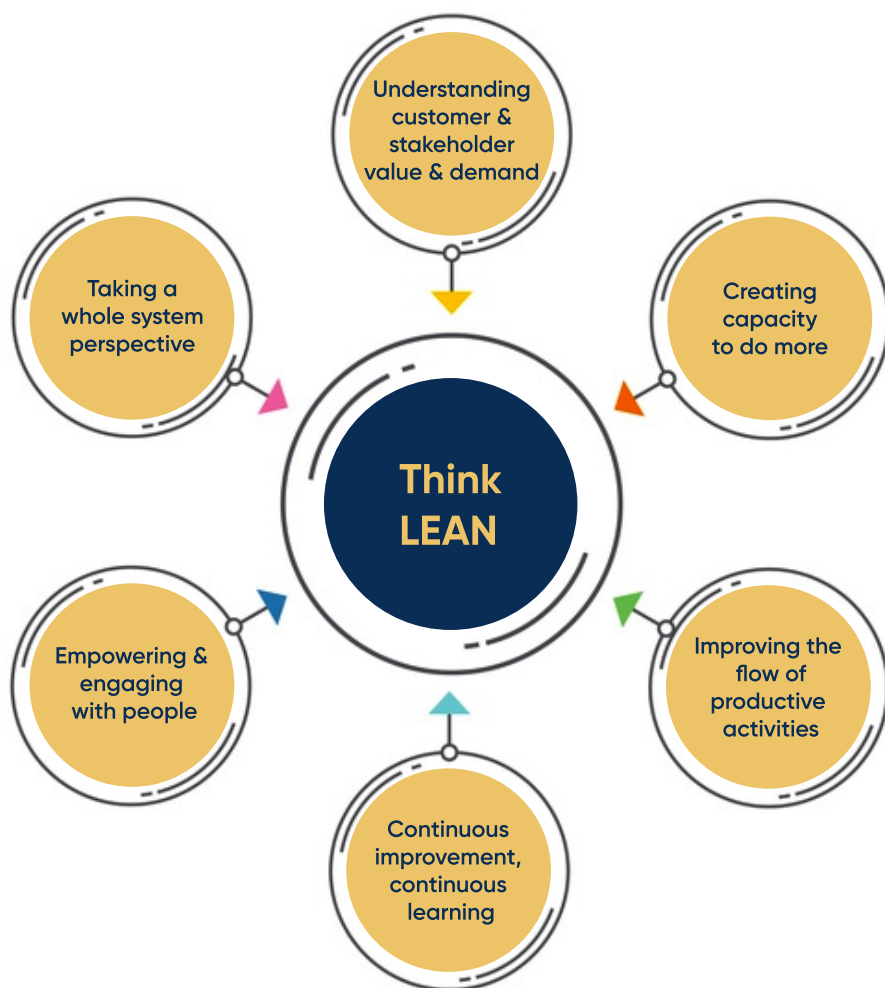 Understanding
customer &
stakeholder
value & demand
Taking a
whole system
perspective
Creating
capacity
to do more
Think
LEAN
Empowering &
engaging
with people
Improving the
flow of
productive
activities
Continuous
improvement,
continuous
learning